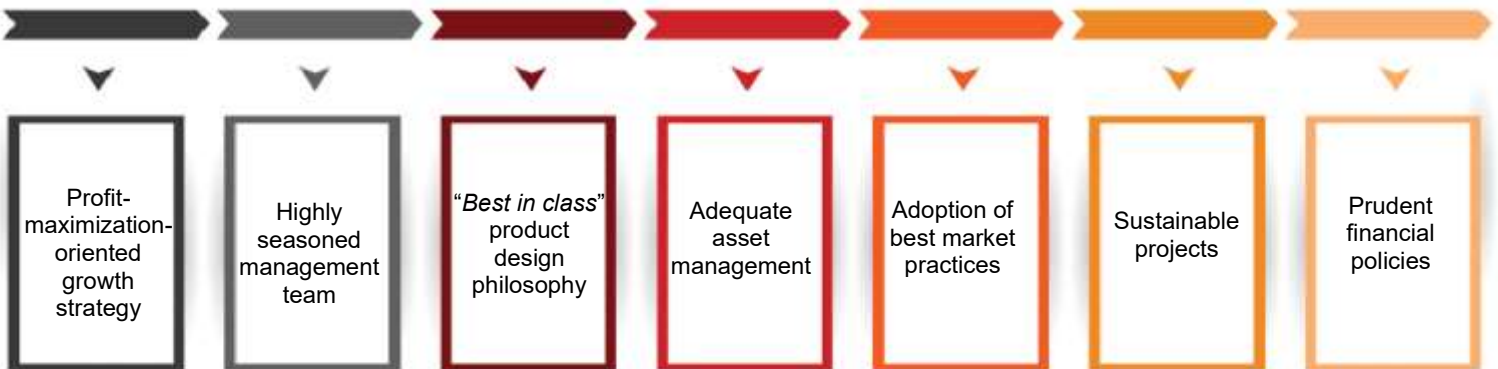 Profit-
maximization-
oriented
growth
strategy
Highly
seasoned
management
team
“Best in class”
product
design
philosophy
Adequate
asset
management
Adoption of
best market
practices
Sustainable
projects
Prudent
financial
policies